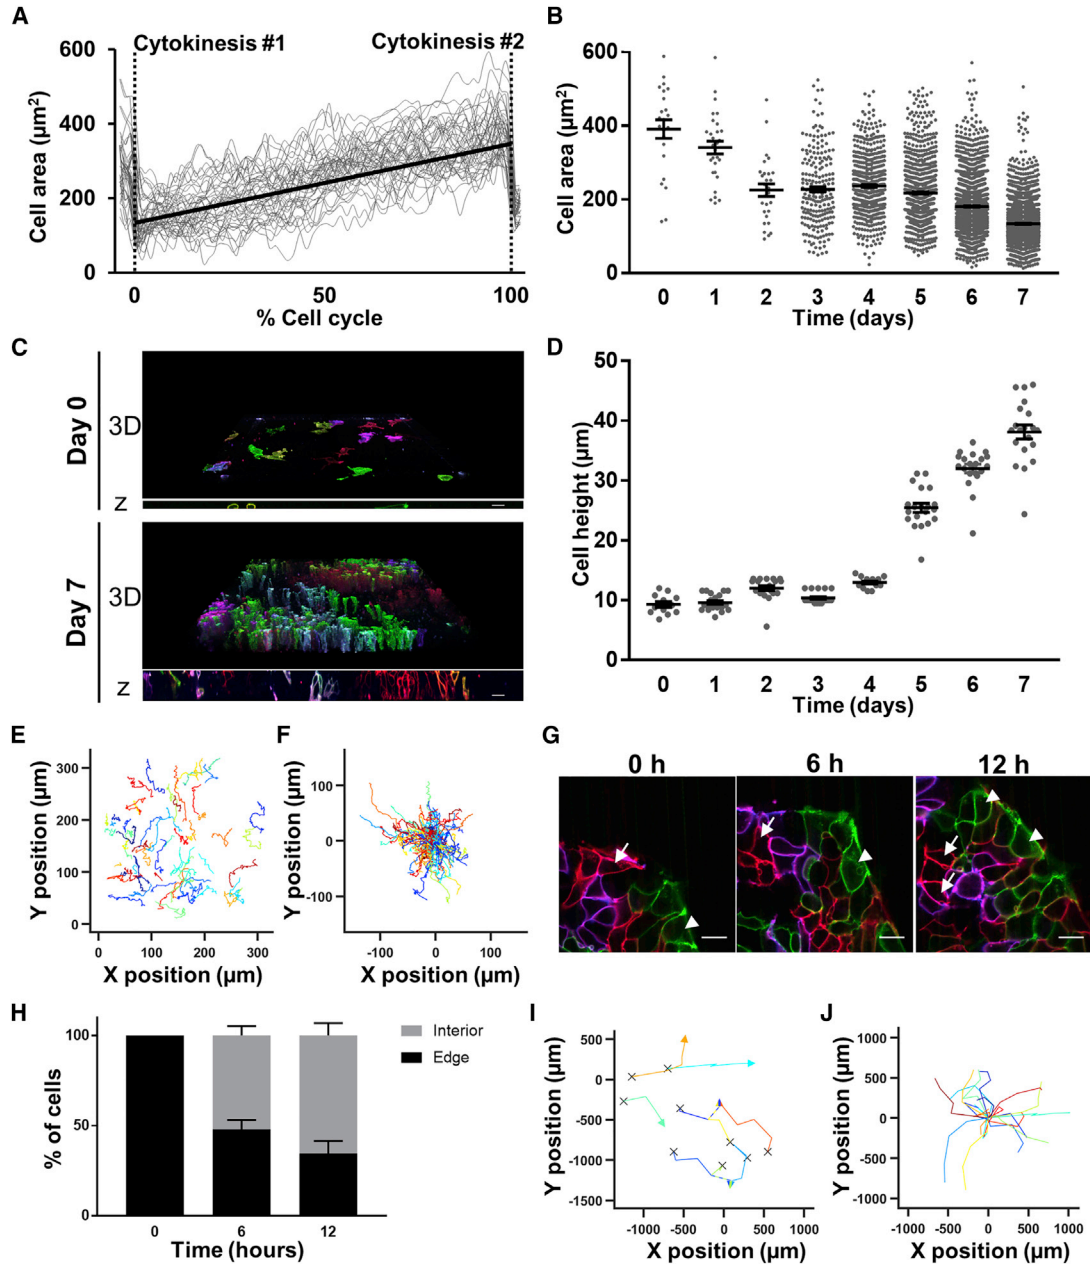 A
Cytokinesis #1
Cytokinesis #2
600
400
200
0
Cell area (µm²)
0
50
100
% Cell cycle
B
600
400
200
0
Cell area (µm²)
0 1 2 3 4 5 6 7
Time (days)
C
Day 0
3D
Z
Day 7
3D
Z
D
50
40
30
20
10
0
Cell height (µm)
0 1 2 3 4 5 6 7
Time (days)
E
300
200
100
0
Y position (µm)
0 100 200 300
X position (µm)
F
100
0
-100
Y position (µm)
-100 0 100
X position (µm)
G
0 h
6 h
12 h
H
100
50
0
% of cells
0
6
12
Time (hours)
Interior
Edge
I
500
0
-500
-1000
-1500
Y position (µm)
-1000 -500 0 500 1000
X position (µm)
J
1000
500
0
-500
-1000
Y position (µm)
-1000 -500 0 500 1000
X position (µm)